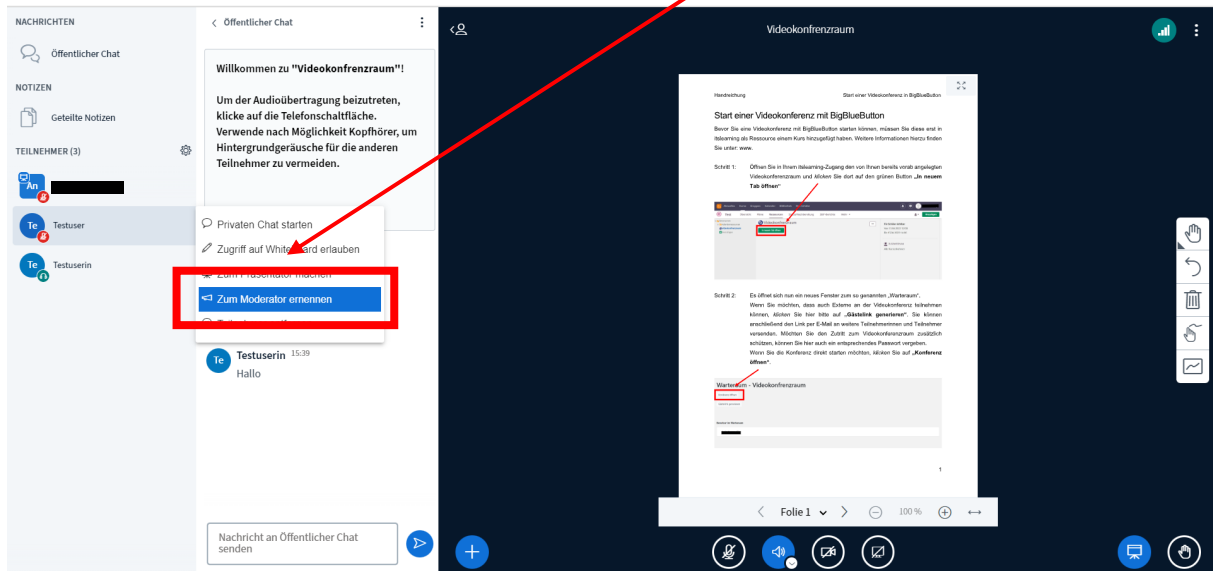 NACHRICHTEN
Öffentlicher Chat
NOTIZEN
Geteilte Notizen
TEILNEHMER (3)
An
Te
Testuser
Te
Testuserin
Öffentlicher Chat
Willkommen zu "Videokonfrenzraum"!
Um der Audioübertragung beizutreten,
klicke auf die Telefonschaltfläche.
Verwende nach Möglichkeit Kopfhörer, um
Hintergrundgeräusche für die anderen
Teilnehmer zu vermeiden.
Privaten Chat starten
Zugriff auf Whiteboard erlauben
Zum Präsentator machen
Zum Moderator ernennen
Te
Testuserin 15:39
Hallo
Nachricht an Öffentlicher Chat
senden
Videokonfrenzraum
Handreichung Start einer Videokonferenz in BigBlueButton
Start einer Videokonferenz mit BigBlueButton
Bevor Sie eine Videokonferenz mit BigBlueButton starten können, müssen Sie diese erst in
itslearning als Ressource einem Kurs hinzugefügt haben. Weitere Informationen hierzu finden
Sie unter: www.
Schritt 1: Öffnen Sie in Ihrem itslearning-Zugang den von Ihnen bereits vorab angelegten
Videokonferenzraum und klicken Sie dort auf den grünen Button „In neuem
Tab öffnen"
Schritt 2: Es öffnet sich nun ein neues Fenster zum so genannten „Warteraum".
Wenn Sie möchten, dass auch Externe an der Videokonferenz teilnehmen
können, klicken Sie hier bitte auf „Gästelink generieren". Sie können
anschließend den Link per E-Mail an weitere Teilnehmerinnen und Teilnehmer
versenden. Möchten Sie den Zutritt zum Videokonferenzraum zusätzlich
schützen, können Sie hier auch ein entsprechendes Passwort vergeben.
Wenn Sie die Konferenz direkt starten möchten, klicken Sie auf „Konferenz
öffnen".
Warteraum - Videokonfrenzraum
1
Folie 1
100 %